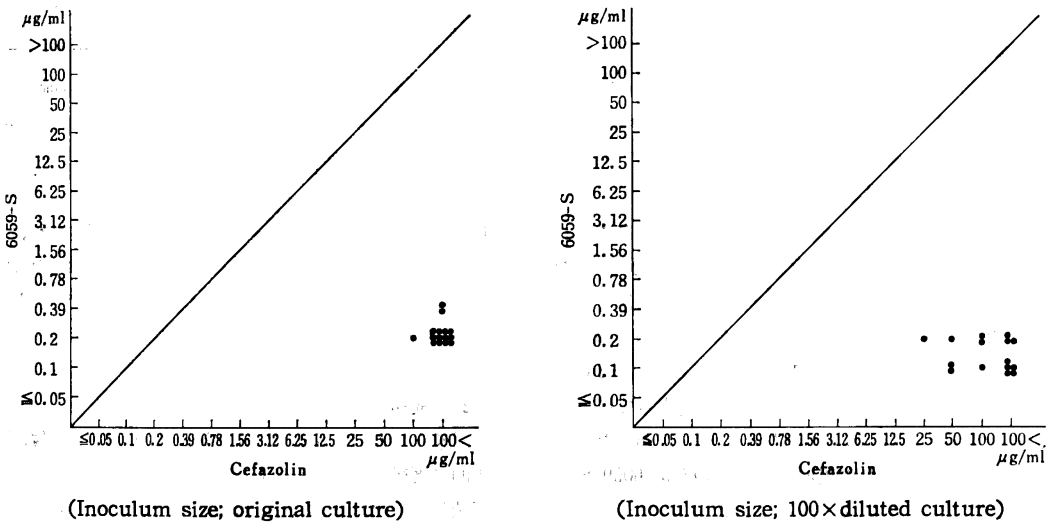 μg/ml
>100
100
50
25
12.5
6.25
3,12
1.56
0.78
0.39
0.2
0.1
≦0.05
6059-S
≦0.05 0.1 0.2 0.39 0.78 1.56 3.12 6.25 12.5 25 50 100 100<
μg/ml
Cefazolin
(Inoculum size; original culture)
μg/ml
>100
100
50
25
12.5
6.25
3.12
1.56
0.78
0.39
0.2
0.1
≦0.05
6059-S
≦0.05 0.1 0.2 0.39 0.78 1.56 3.12 6.25 12.5 25 50 100 100<
μg/ml
Cefazolin
(Inoculum size; 100×diluted culture)